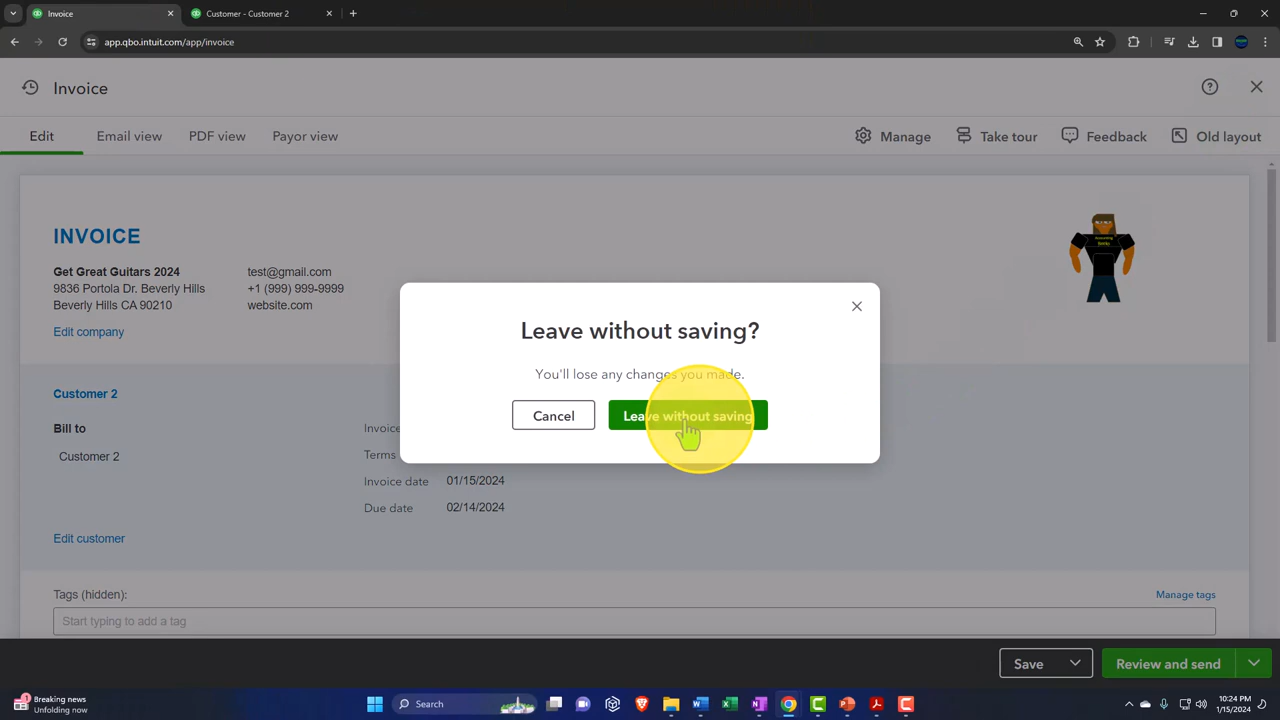 Invoice
Customer - Customer 2
app.qbo.intuit.com/app/invoice
Invoice
Edit
Email view
PDF view
Payor view
Manage
Take tour
Feedback
Old layout
INVOICE
Get Great Guitars 2024
9836 Portola Dr. Beverly Hills
Beverly Hills CA 90210
test@gmail.com
+1 (999) 999-9999
website.com
Edit company
Leave without saving?
You'll lose any changes you made.
Cancel
Leave without saving
Customer 2
Bill to
Customer 2
Invoice
Terms
Invoice date 01/15/2024
Due date 02/14/2024
Edit customer
Tags (hidden):
Manage tags
Start typing to add a tag
Save
Review and send
Breaking news
Unfolding now
Search
10:24 PM
1/15/2024